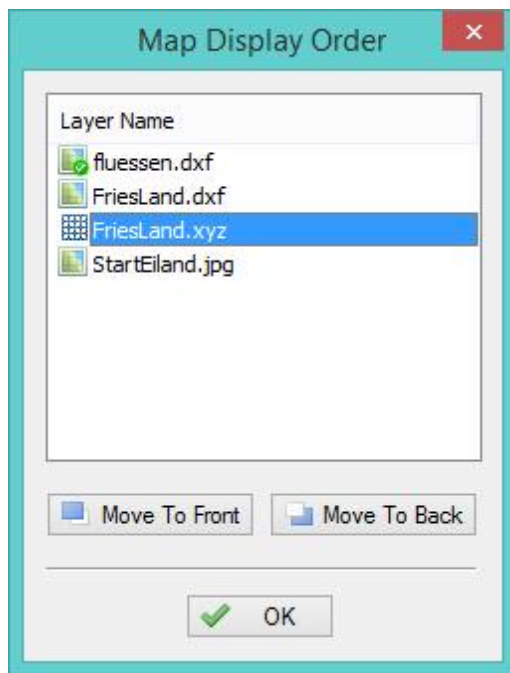 Map Display Order
Layer Name
fluessen.dxf
FriesLand.dxf
FriesLand.xyz
StartEiland.jpg
Move To Front
Move To Back
OK